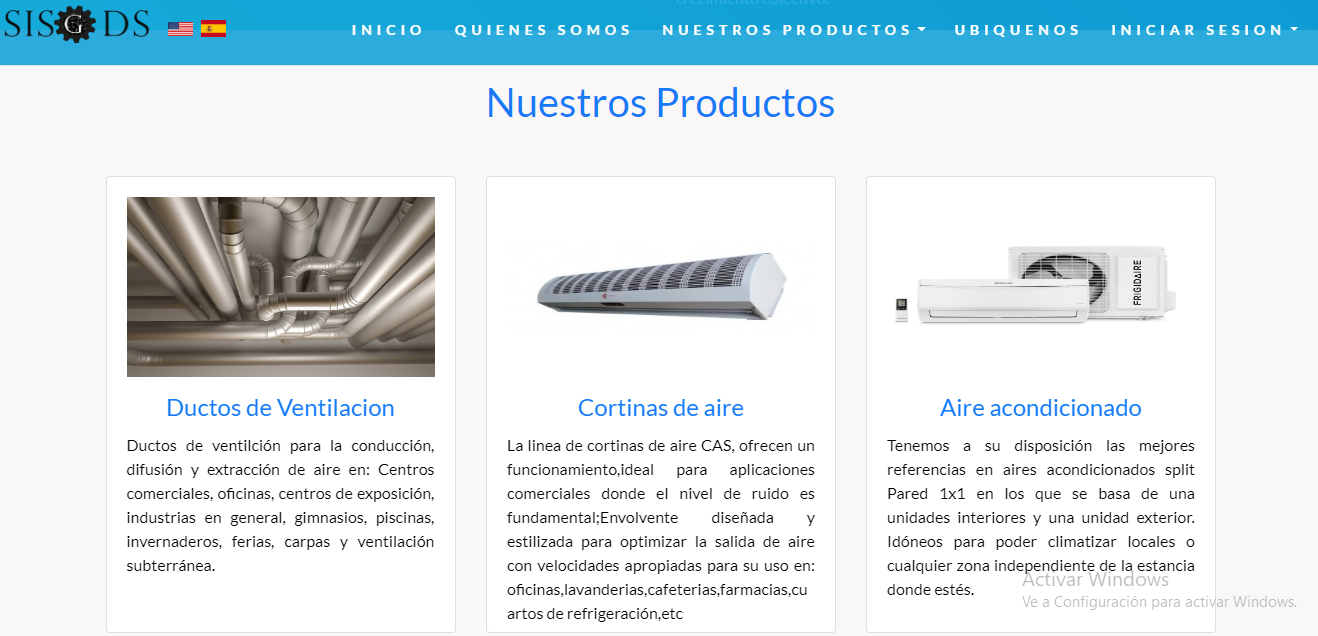 crecimiento colectivo.
SISGDS
INICIO QUIENES SOMOS NUESTROS PRODUCTOS UBIQUENOS INICIAR SESION
Nuestros Productos
FRIGIDAIRE
Ductos de Ventilacion
Ductos de ventilción para la conducción,
difusión y extracción de aire en: Centros
comerciales, oficinas, centros de exposición,
industrias en general, gimnasios, piscinas,
invernaderos, ferias, carpas y ventilación
subterránea.
Cortinas de aire
La linea de cortinas de aire CAS, ofrecen un
funcionamiento,ideal para aplicaciones
comerciales donde el nivel de ruido es
fundamental;Envolvente diseñada y
estilizada para optimizar la salida de aire
con velocidades apropiadas para su uso en:
oficinas,lavanderias,cafeterias,farmacias,cu
artos de refrigeración,etc
Aire acondicionado
Tenemos a su disposición las mejores
referencias en aires acondicionados split
Pared 1x1 en los que se basa de una
unidades interiores y una unidad exterior.
Idóneos para poder climatizar locales o
cualquier zona independiente de la estancia
donde estés.
Activar Windows
Ve a Configuración para activar Windows.